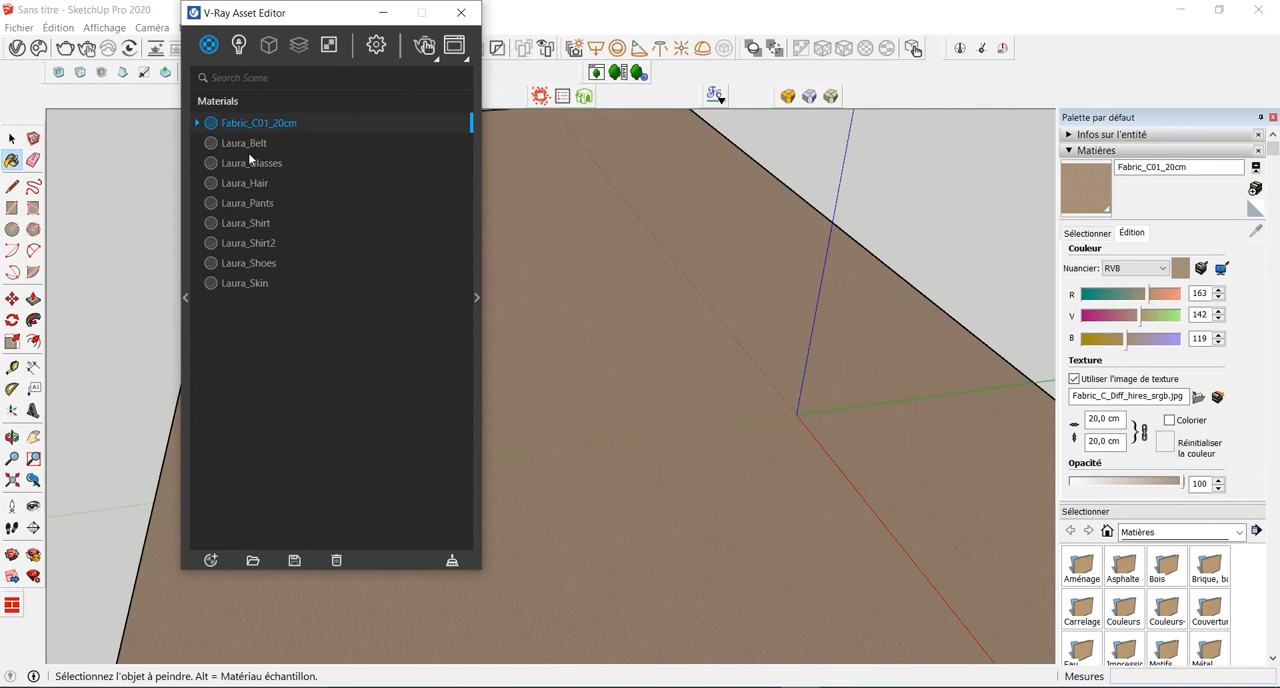 Sans titre - SketchUp Pro 2020
V-Ray Asset Editor
Fichier Édition Affichage Caméra
Search Scene
Materials
Fabric_C01_20cm
Laura_Belt
Laura_Glasses
Laura_Hair
Laura_Pants
Laura_Shirt
Laura_Shirt2
Laura_Shoes
Laura_Skin
Palette par défaut
Infos sur l'entité
Matières
Fabric_C01_20cm
Sélectionner Édition
Couleur
Nuancier: RVB
R 163
V 142
B 119
Texture
Utiliser l'image de texture
Fabric_C_Diff_hires_srgb.jpg
20,0 cm Colorier
20,0 cm Réinitialiser
la couleur
Opacité
100
Sélectionner
Matières
Aménage Asphalte Bois Brique, ba
Carrelage Couleurs Couleurs- Couvertur
Eau Impressic Motifs Métal
Sélectionnez l'objet à peindre. Alt = Matériau échantillon.
Mesures